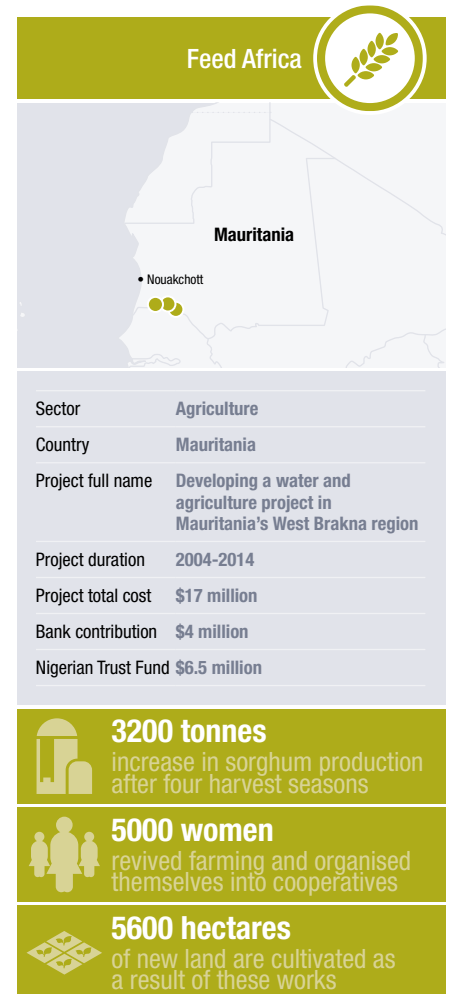 Feed Africa
Mauritania
• Nouakchott
Sector Agriculture
Country Mauritania
Project full name Developing a water and
agriculture project in
Mauritania's West Brakna region
Project duration 2004-2014
Project total cost $17 million
Bank contribution $4 million
Nigerian Trust Fund $6.5 million
3200 tonnes
increase in sorghum production
after four harvest seasons
5000 women
revived farming and organised
themselves into cooperatives
5600 hectares
of new land are cultivated as
a result of these works